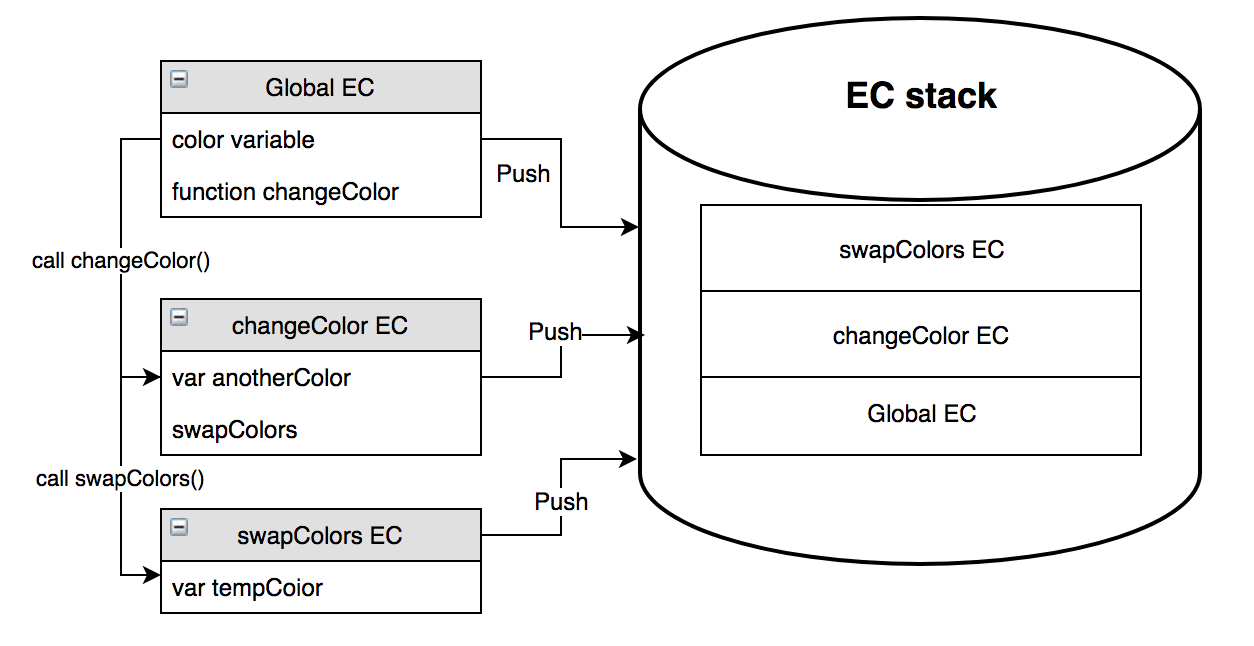 Global EC
color variable
function changeColor
call changeColor()
changeColor EC
var anotherColor
swapColors
call swapColors()
swapColors EC
var tempCoior
Push
Push
Push
EC stack
swapColors EC
changeColor EC
Global EC